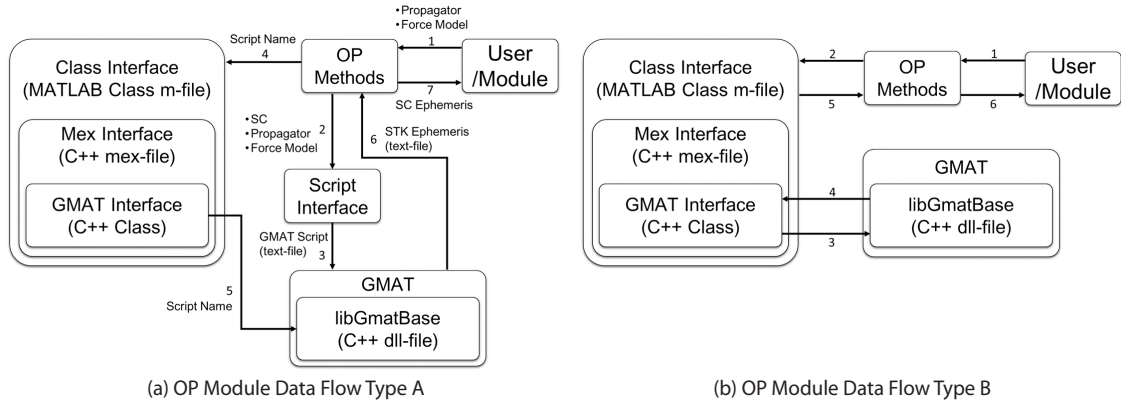 • Propagator
• Force Model
Script Name
4
1
Class Interface
(MATLAB Class m-file)
OP
Methods
User
/Module
7
SC Ephemeris
• SC
• Propagator
• Force Model
2
6
STK Ephemeris
(text-file)
Mex Interface
(C++ mex-file)
Script
Interface
GMAT Interface
(C++ Class)
GMAT Script
(text-file)
3
5
Script Name
GMAT
libGmatBase
(C++ dll-file)
(a) OP Module Data Flow Type A
Class Interface
(MATLAB Class m-file)
2
1
OP
Methods
User
/Module
5
6
Mex Interface
(C++ mex-file)
GMAT
GMAT Interface
(C++ Class)
4
3
libGmatBase
(C++ dll-file)
(b) OP Module Data Flow Type B